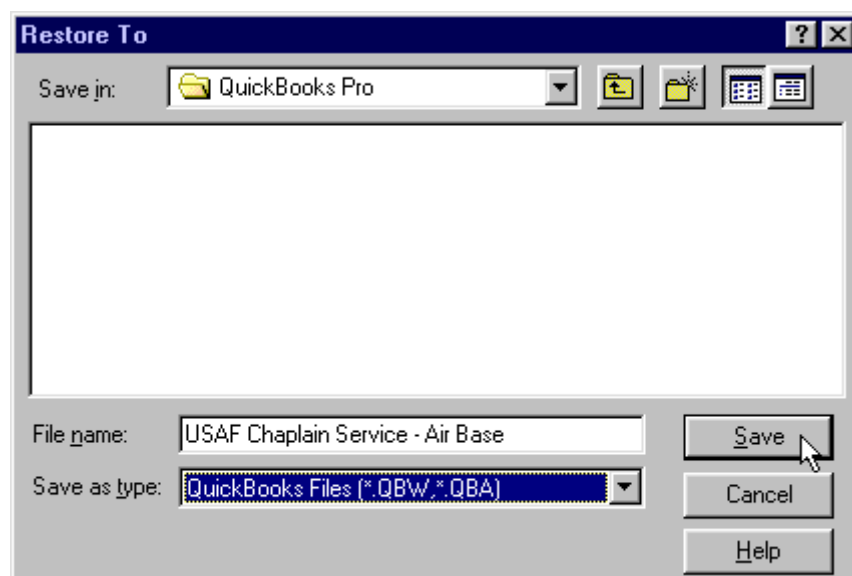 Restore To
Save in:
QuickBooks Pro
File name:
USAF Chaplain Service - Air Base
Save
Save as type:
QuickBooks Files (*.QBW,*.QBA)
Cancel
Help